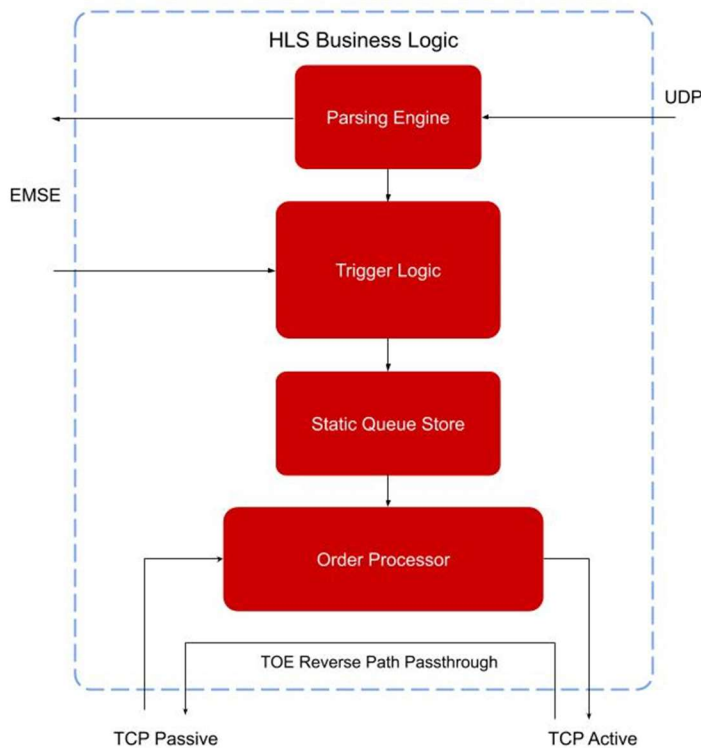 HLS Business Logic
UDP
Parsing Engine
EMSE
Trigger Logic
Static Queue Store
Order Processor
TOE Reverse Path Passthrough
TCP Passive
TCP Active